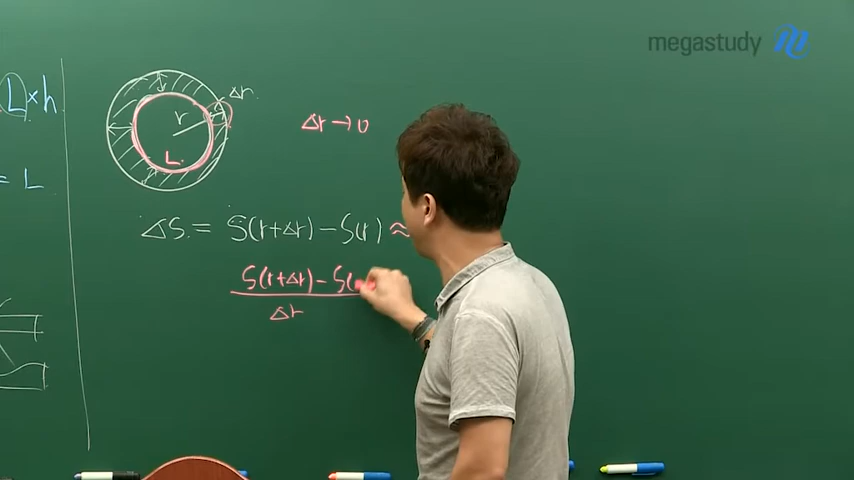 megastudy
L×h
= L
Δr
r
L
Δr → 0
ΔS = S(r+Δr) − S(r) ≈
S(r+Δr) − S(
Δr